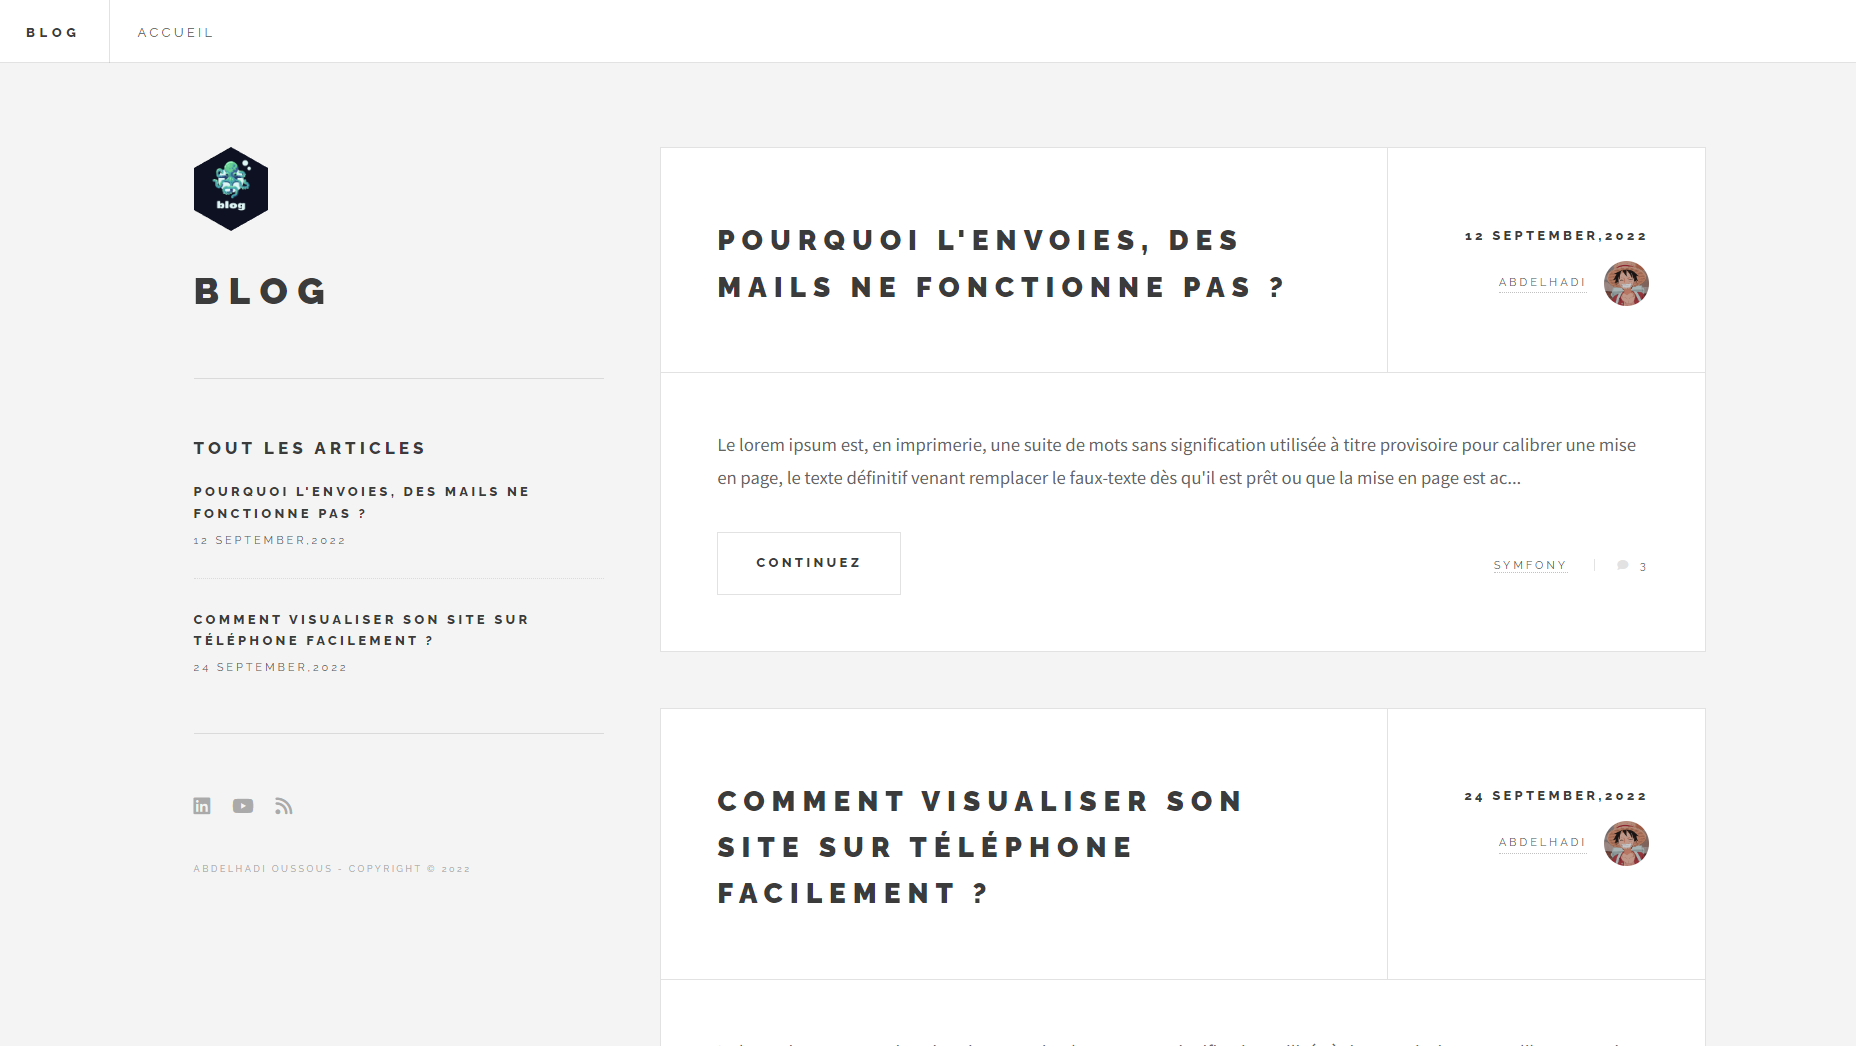 BLOG
ACCUEIL
blog
BLOG
TOUT LES ARTICLES
POURQUOI L'ENVOIES, DES MAILS NE
FONCTIONNE PAS ?
12 SEPTEMBER,2022
COMMENT VISUALISER SON SITE SUR
TÉLÉPHONE FACILEMENT ?
24 SEPTEMBER,2022
ABDELHADI OUSSOUS - COPYRIGHT © 2022
POURQUOI L'ENVOIES, DES
MAILS NE FONCTIONNE PAS ?
12 SEPTEMBER,2022
ABDELHADI
Le lorem ipsum est, en imprimerie, une suite de mots sans signification utilisée à titre provisoire pour calibrer une mise
en page, le texte définitif venant remplacer le faux-texte dès qu'il est prêt ou que la mise en page est ac...
CONTINUEZ
SYMFONY
3
COMMENT VISUALISER SON
SITE SUR TÉLÉPHONE
FACILEMENT ?
24 SEPTEMBER,2022
ABDELHADI